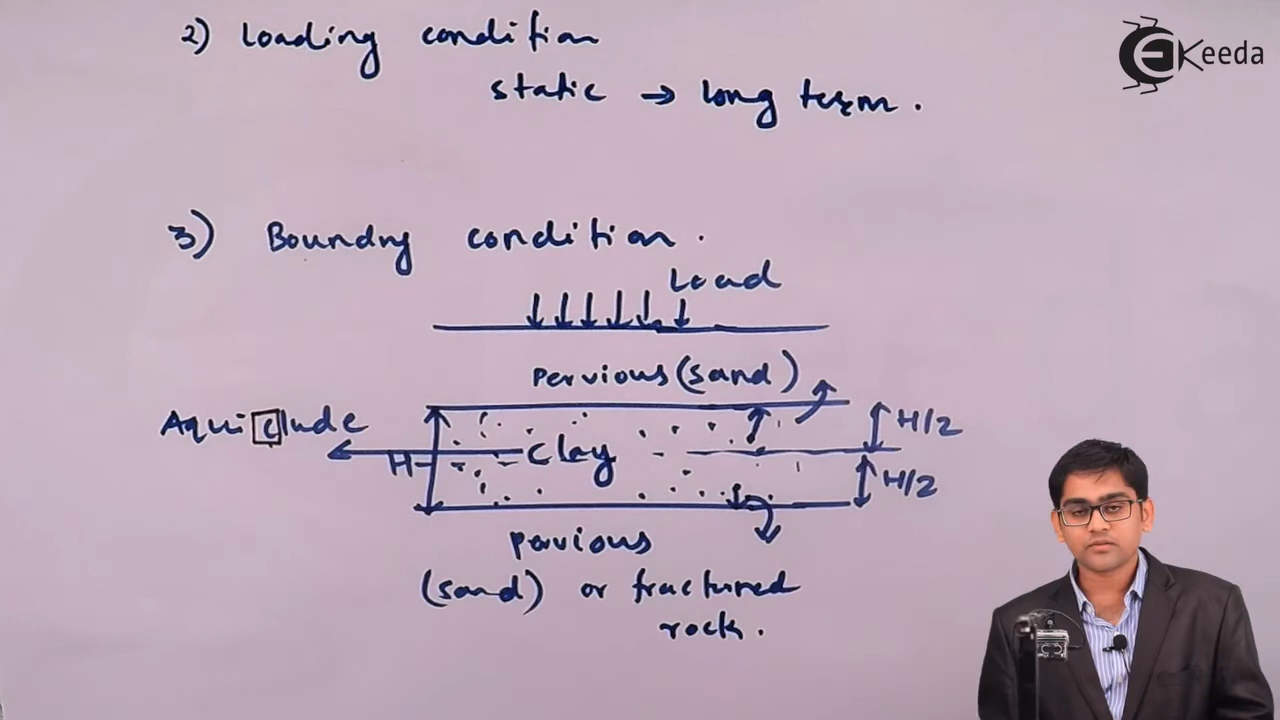 2) Loading condition
static → long term.
EKeeda
3) Boundry condition.
Load
Pervious (sand)
Aquiclude
H/2
Clay
H
H/2
pervious
(sand) or fractured
rock.